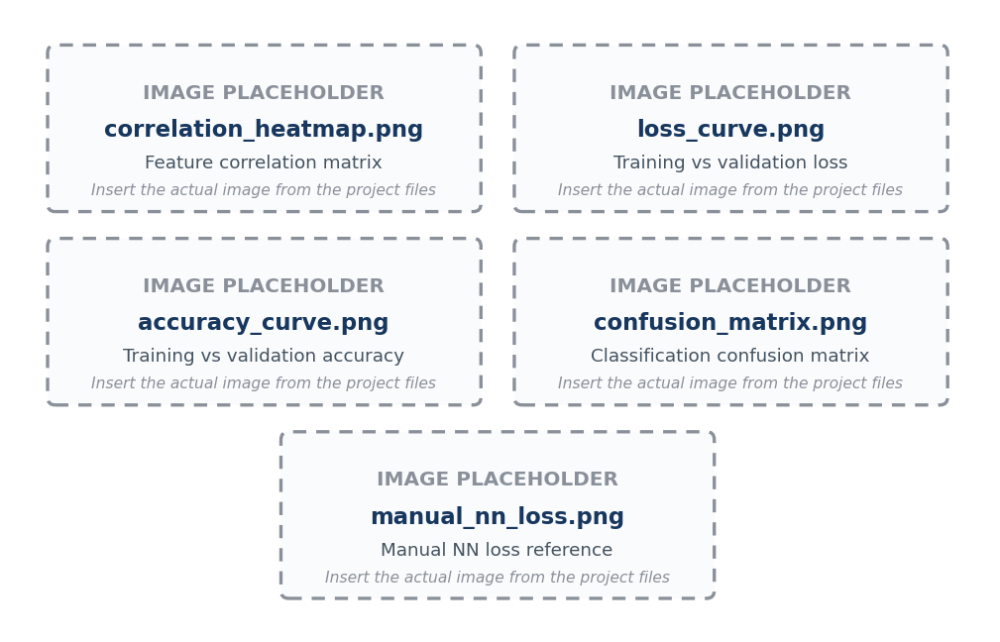 IMAGE PLACEHOLDER
correlation_heatmap.png
Feature correlation matrix
Insert the actual image from the project files
IMAGE PLACEHOLDER
loss_curve.png
Training vs validation loss
Insert the actual image from the project files
IMAGE PLACEHOLDER
accuracy_curve.png
Training vs validation accuracy
Insert the actual image from the project files
IMAGE PLACEHOLDER
confusion_matrix.png
Classification confusion matrix
Insert the actual image from the project files
IMAGE PLACEHOLDER
manual_nn_loss.png
Manual NN loss reference
Insert the actual image from the project files